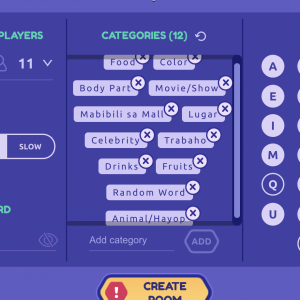 PLAYERS
CATEGORIES (12)
11
Food
Color
A
Body Part
Movie/Show
E
Mabibili sa Mall
Lugar
I
Celebrity
Trabaho
SLOW
M
Drinks
Fruits
Q
Random Word
RD
U
Animal/Hayop
Add category
ADD
CREATE
ROOM